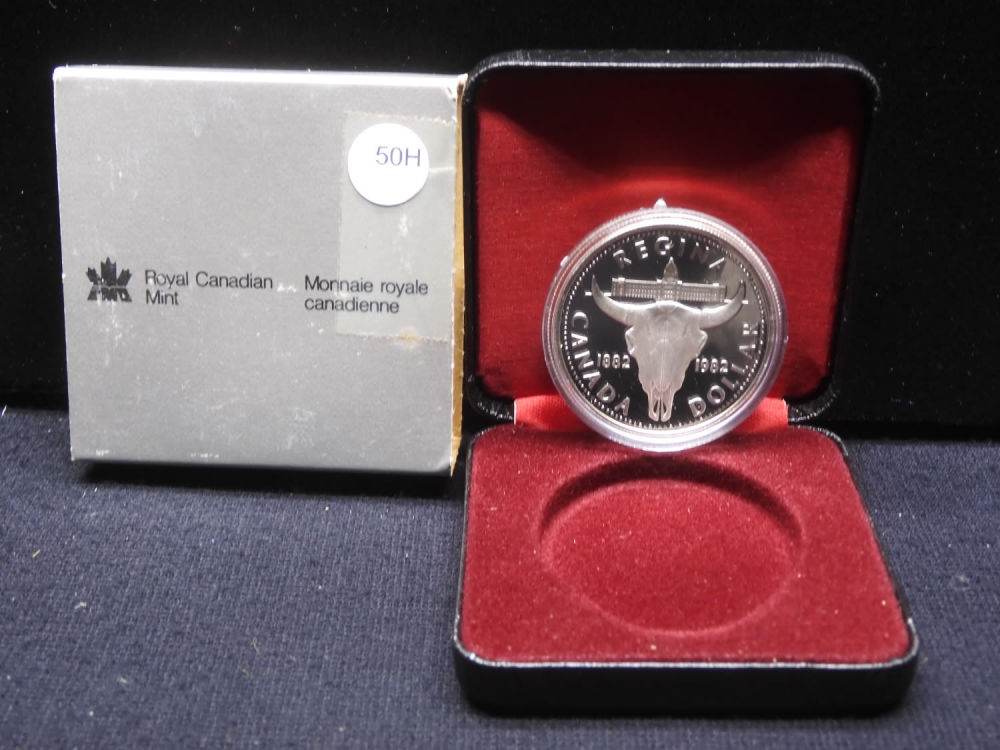 50H
Royal Canadian
Mint
Monnaie royale
canadienne
REGINA
1882 1982
CANADA DOLLAR